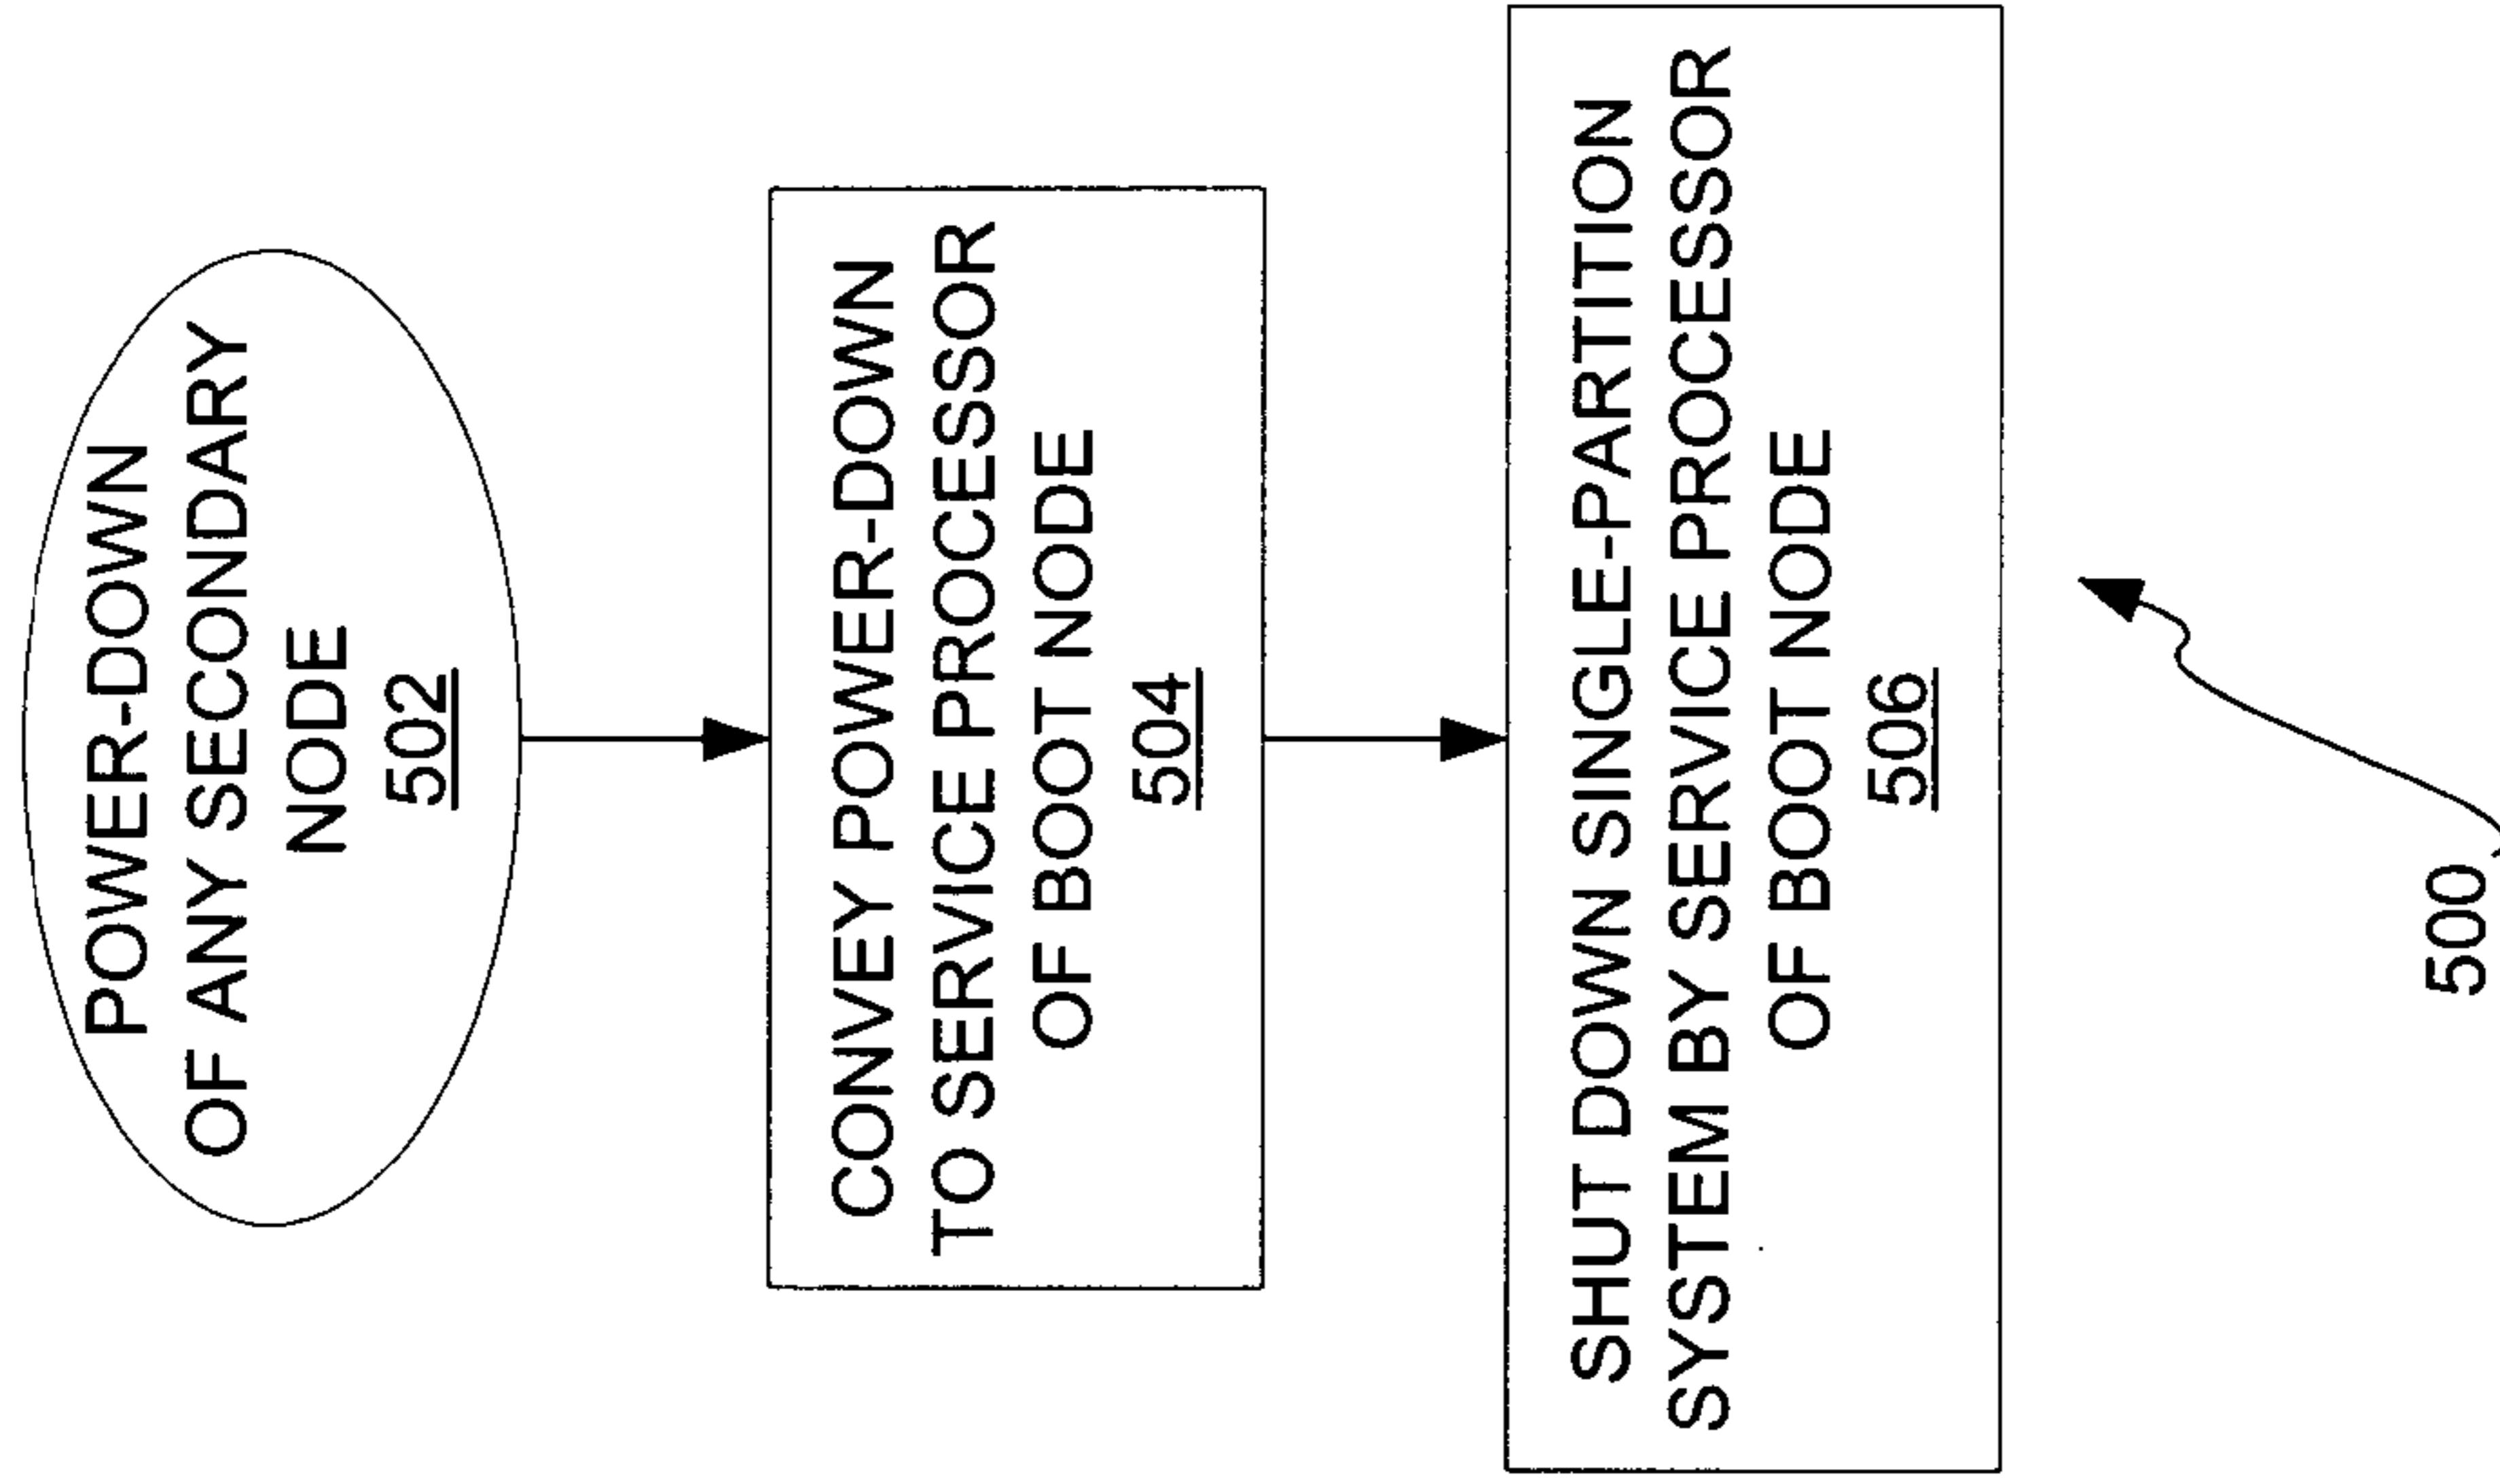 POWER-DOWN
OF ANY SECONDARY
NODE
502
CONVEY POWER-DOWN
TO SERVICE PROCESSOR
OF BOOT NODE
504
SHUT DOWN SINGLE-PARTITION
SYSTEM BY SERVICE PROCESSOR
OF BOOT NODE
506
500